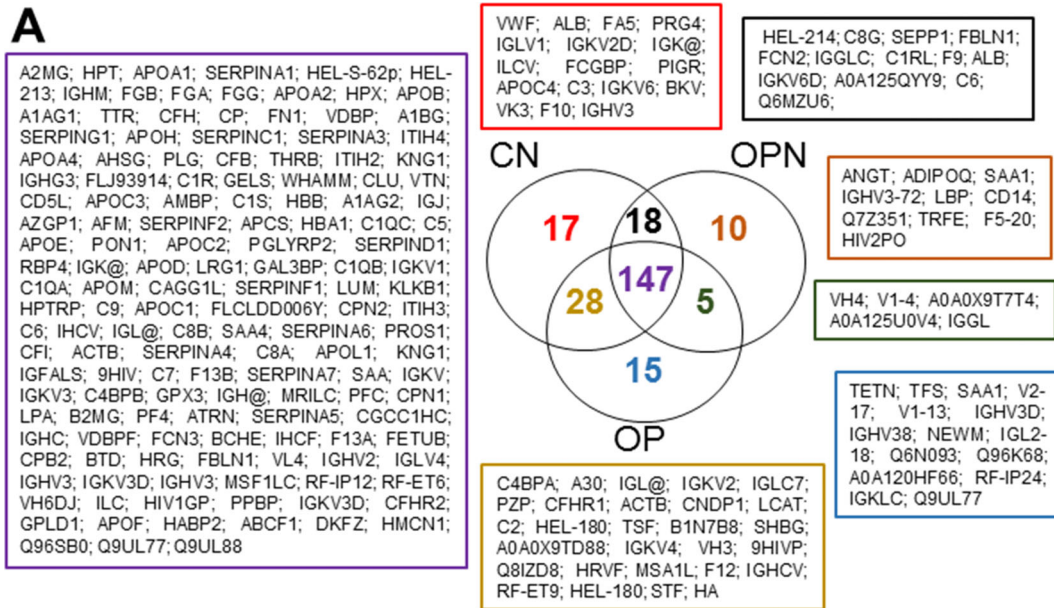 A
A2MG; HPT; APOA1; SERPINA1; HEL-S-62p; HEL-
213; IGHM; FGB; FGA; FGG; APOA2; HPX; APOB;
A1AG1; TTR; CFH; CP; FN1; VDBP; A1BG;
SERPING1; APOH; SERPINC1; SERPINA3; ITIH4;
APOA4; AHSG; PLG; CFB; THRB; ITIH2; KNG1;
IGHG3; FLJ93914; C1R; GELS; WHAMM; CLU, VTN;
CD5L; APOC3; AMBP; C1S; HBB; A1AG2; IGJ;
AZGP1; AFM; SERPINF2; APCS; HBA1; C1QC; C5;
APOE; PON1; APOC2; PGLYRP2; SERPIND1;
RBP4; IGK@; APOD; LRG1; GAL3BP; C1QB; IGKV1;
C1QA; APOM; CAGG1L; SERPINF1; LUM; KLKB1;
HPTRP; C9; APOC1; FLCLDD006Y; CPN2; ITIH3;
C6; IHCV; IGL@; C8B; SAA4; SERPINA6; PROS1;
CFI; ACTB; SERPINA4; C8A; APOL1; KNG1;
IGFALS; 9HIV; C7; F13B; SERPINA7; SAA; IGKV;
IGKV3; C4BPB; GPX3; IGH@; MRILC; PFC; CPN1;
LPA; B2MG; PF4; ATRN; SERPINA5; CGCC1HC;
IGHC; VDBPF; FCN3; BCHE; IHCF; F13A; FETUB;
CPB2; BTD; HRG; FBLN1; VL4; IGHV2; IGLV4;
IGHV3; IGKV3D; IGHV3; MSF1LC; RF-IP12; RF-ET6;
VH6DJ; ILC; HIV1GP; PPBP; IGKV3D; CFHR2;
GPLD1; APOF; HABP2; ABCF1; DKFZ; HMCN1;
Q96SB0; Q9UL77; Q9UL88
VWF; ALB; FA5; PRG4;
IGLV1; IGKV2D; IGK@;
ILCV; FCGBP; PIGR;
APOC4; C3; IGKV6; BKV;
VK3; F10; IGHV3
HEL-214; C8G; SEPP1; FBLN1;
FCN2; IGGLC; C1RL; F9; ALB;
IGKV6D; A0A125QYY9; C6;
Q6MZU6;
CN
OPN
17
18
10
147
28
5
15
OP
ANGT; ADIPOQ; SAA1;
IGHV3-72; LBP; CD14;
Q7Z351; TRFE; F5-20;
HIV2PO
VH4; V1-4; A0A0X9T7T4;
A0A125U0V4; IGGL
TETN; TFS; SAA1; V2-
17; V1-13; IGHV3D;
IGHV38; NEWM; IGL2-
18; Q6N093; Q96K68;
A0A120HF66; RF-IP24;
IGKLC; Q9UL77
C4BPA; A30; IGL@; IGKV2; IGLC7;
PZP; CFHR1; ACTB; CNDP1; LCAT;
C2; HEL-180; TSF; B1N7B8; SHBG;
A0A0X9TD88; IGKV4; VH3; 9HIVP;
Q8IZD8; HRVF; MSA1L; F12; IGHCV;
RF-ET9; HEL-180; STF; HA